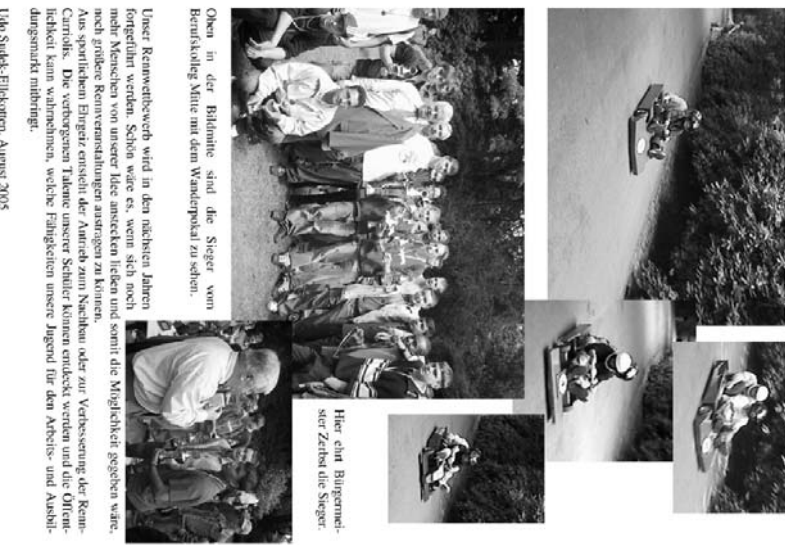 Hier ehrt Bürgermei-
ster Zerbst die Sieger.
Oben in der Bildmitte sind die Sieger vom
Berufskolleg Mitte mit dem Wanderpokal zu sehen.
Unser Rennwettbewerb wird in den nächsten Jahren
fortgeführt werden. Schön wäre es, wenn sich noch
mehr Menschen von unserer Idee anstecken ließen und somit die Möglichkeit gegeben wäre,
noch größere Rennveranstaltungen austragen zu können.
Aus sportlichem Ehrgeiz entsteht der Antrieb zum Nachbau oder zur Verbesserung der Renn-
Carriolis. Die verborgenen Talente unserer Schüler können entdeckt werden und die Öffent-
lichkeit kann wahrnehmen, welche Fähigkeiten unsere Jugend für den Arbeits- und Ausbil-
dungsmarkt mitbringt.
Udo Sudek-Ellekotten, August 2005